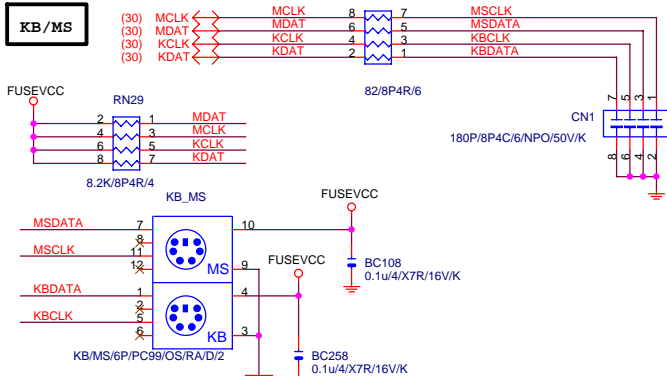 KB/MS
(30) MCLK MCLK 8 7 MSCLK
(30) MDAT MDAT 6 5 MSDATA
(30) KCLK KCLK 4 3 KBCLK
(30) KDAT KDAT 2 1 KBDATA
82/8P4R/6
7 5 3 1
CN1
180P/8P4C/6/NPO/50V/K
8 6 4 2
FUSEVCC
RN29
2 1 MDAT
4 3 MCLK
6 5 KCLK
8 7 KDAT
8.2K/8P4R/4
KB_MS
MSDATA 7 10
8
MSCLK 11
12 MS 9
KBDATA 1 4
2
KBCLK 5
6 KB 3
KB/MS/6P/PC99/OS/RA/D/2
FUSEVCC
BC108
0.1u/4/X7R/16V/K
FUSEVCC
BC258
0.1u/4/X7R/16V/K